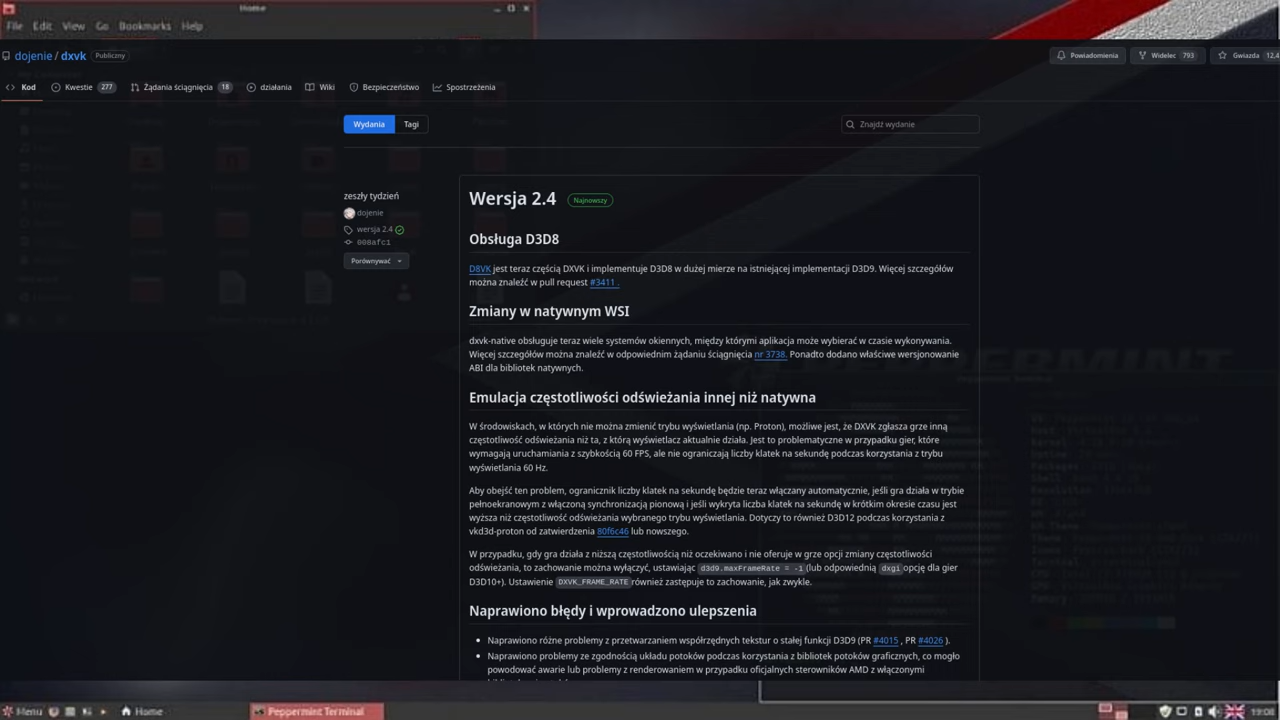 Home
File Edit View Go Bookmarks Help
dojenie / dxvk Publiczny
Powiadomienia Widelec 793 Gwiazda 12,4
Kod Kwestie 277 Żądania ściągnięcia 18 działania Wiki Bezpieczeństwo Spostrzeżenia
Wydania Tagi
Znajdź wydanie
zeszły tydzień
dojenie
wersja 2.4
008afc1
Porównywać
Wersja 2.4 Najnowszy
Obsługa D3D8
D8VK jest teraz częścią DXVK i implementuje D3D8 w dużej mierze na istniejącej implementacji D3D9. Więcej szczegółów
można znaleźć w pull request #3411 .
Zmiany w natywnym WSI
dxvk-native obsługuje teraz wiele systemów okiennych, między którymi aplikacja może wybierać w czasie wykonywania.
Więcej szczegółów można znaleźć w odpowiednim żądaniu ściągnięcia nr 3738. Ponadto dodano właściwe wersjonowanie
ABI dla bibliotek natywnych.
Emulacja częstotliwości odświeżania innej niż natywna
W środowiskach, w których nie można zmienić trybu wyświetlania (np. Proton), możliwe jest, że DXVK zgłasza grze inną
częstotliwość odświeżania niż ta, z którą wyświetlacz aktualnie działa. Jest to problematyczne w przypadku gier, które
wymagają uruchamiania z szybkością 60 FPS, ale nie ograniczają liczby klatek na sekundę podczas korzystania z trybu
wyświetlania 60 Hz.
Aby obejść ten problem, ogranicznik liczby klatek na sekundę będzie teraz włączany automatycznie, jeśli gra działa w trybie
pełnoekranowym z włączoną synchronizacją pionową i jeśli wykryta liczba klatek na sekundę w krótkim okresie czasu jest
wyższa niż częstotliwość odświeżania wybranego trybu wyświetlania. Dotyczy to również D3D12 podczas korzystania z
vkd3d-proton od zatwierdzenia 80f6c46 lub nowszego.
W przypadku, gdy gra działa z niższą częstotliwością niż oczekiwano i nie oferuje w grze opcji zmiany częstotliwości
odświeżania, to zachowanie można wyłączyć, ustawiając d3d9.maxFrameRate = -1 (lub odpowiednią dxgi opcję dla gier
D3D10+). Ustawienie DXVK_FRAME_RATE również zastępuje to zachowanie, jak zwykle.
Naprawiono błędy i wprowadzono ulepszenia
Naprawiono różne problemy z przetwarzaniem współrzędnych tekstur o stałej funkcji D3D9 (PR #4015 , PR #4026 ).
Naprawiono problemy ze zgodnością układu potoków podczas korzystania z bibliotek potoków graficznych, co mogło
powodować awarie lub problemy z renderowaniem w przypadku oficjalnych sterowników AMD z włączonymi
Menu Home Peppermint Terminal 19:08